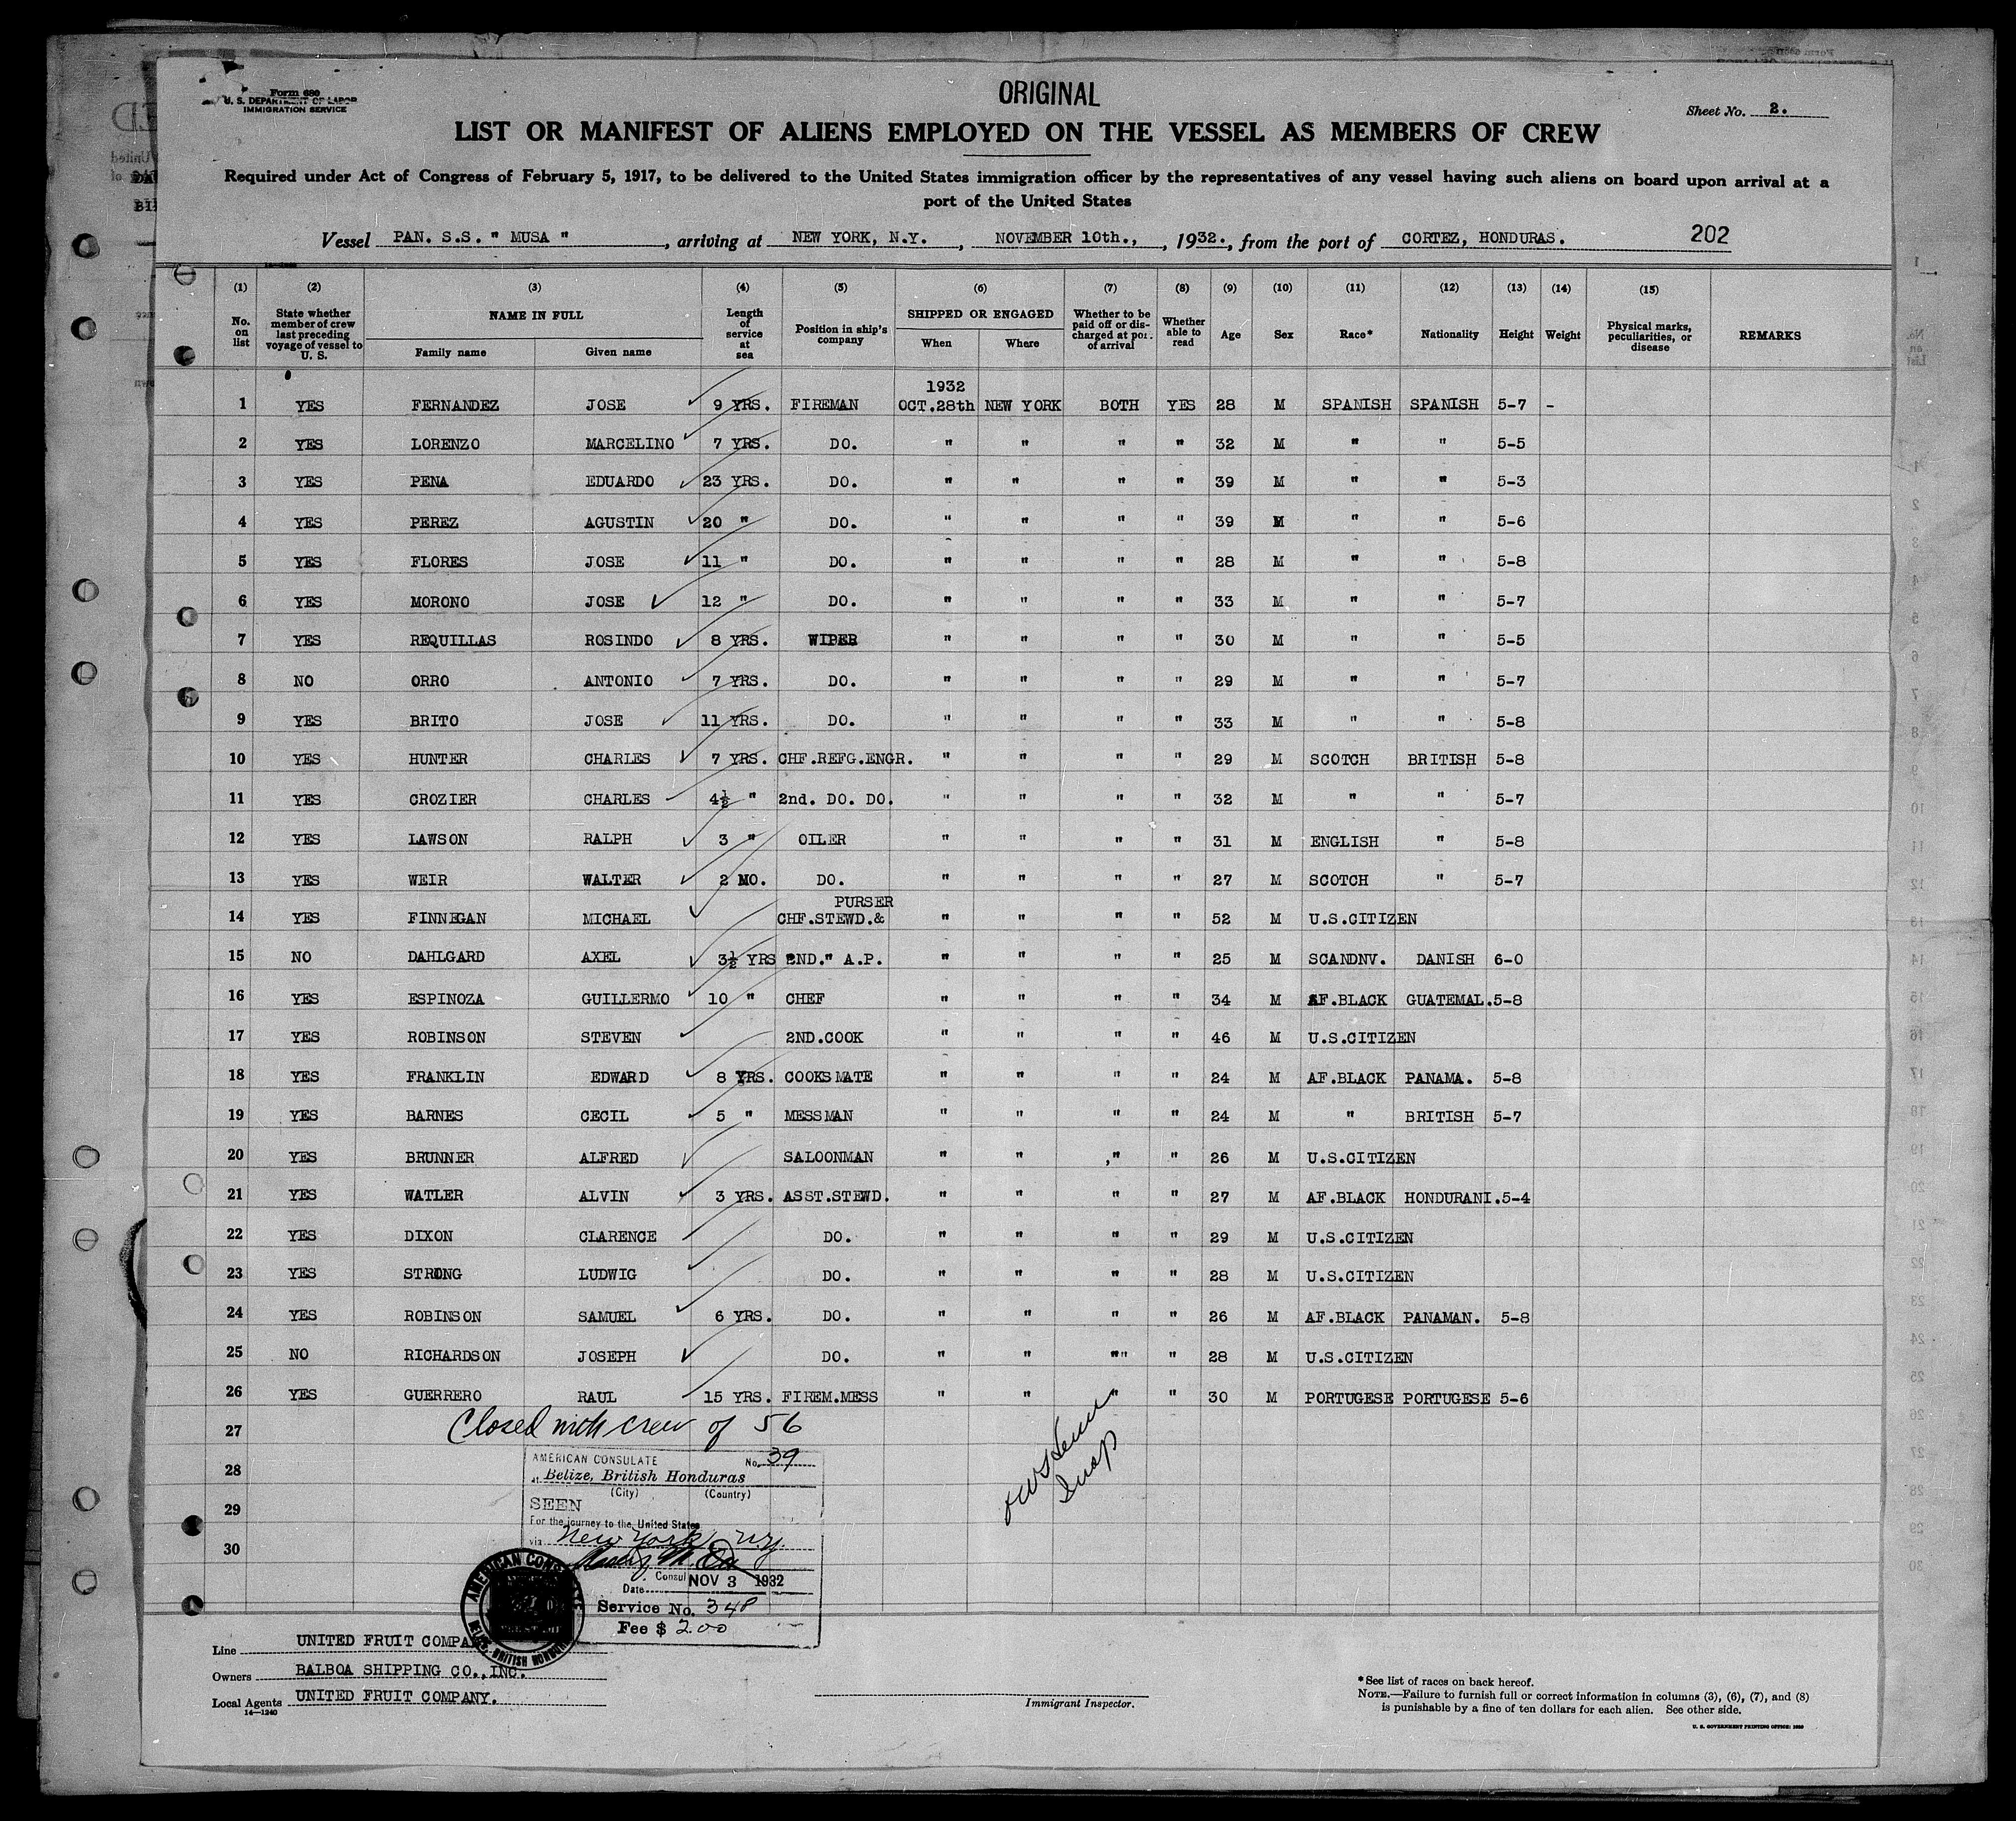 Form 680
U. S. DEPARTMENT OF LABOR
IMMIGRATION SERVICE
ORIGINAL
Sheet No. 2.
LIST OR MANIFEST OF ALIENS EMPLOYED ON THE VESSEL AS MEMBERS OF CREW
Required under Act of Congress of February 5, 1917, to be delivered to the United States immigration officer by the representatives of any vessel having such aliens on board upon arrival at a
port of the United States
Vessel PAN. S.S. " MUSA ", arriving at NEW YORK, N.Y., NOVEMBER 10th., , 1932., from the port of CORTEZ, HONDURAS. 202
(1) (2) (3) (4) (5) (6) (7) (8) (9) (10) (11) (12) (13) (14) (15)
No. on list State whether member of crew last preceding voyage of vessel to U. S. NAME IN FULL Family name Given name Length of service at sea Position in ship's company SHIPPED OR ENGAGED When Where Whether to be paid off or discharged at port of arrival Whether able to read Age Sex Race* Nationality Height Weight Physical marks, peculiarities, or disease REMARKS
1932
1 YES FERNANDEZ JOSE 9 YRS. FIREMAN OCT.28th NEW YORK BOTH YES 28 M SPANISH SPANISH 5-7 -
2 YES LORENZO MARCELINO 7 YRS. DO. " " " " 32 M " " 5-5
3 YES PENA EDUARDO 23 YRS. DO. " " " " 39 M " " 5-3
4 YES PEREZ AGUSTIN 20 " DO. " " " " 39 M " " 5-6
5 YES FLORES JOSE 11 " DO. " " " " 28 M " " 5-8
6 YES MORONO JOSE 12 " DO. " " " " 33 M " " 5-7
7 YES REQUILLAS ROSINDO 8 YRS. WIPER " " " " 30 M " " 5-5
8 NO ORRO ANTONIO 7 YRS. DO. " " " " 29 M " " 5-7
9 YES BRITO JOSE 11 YRS. DO. " " " " 33 M " " 5-8
10 YES HUNTER CHARLES 7 YRS. CHF.REFG.ENGR. " " " " 29 M SCOTCH BRITISH 5-8
11 YES CROZIER CHARLES 4½ " 2nd. DO. DO. " " " " 32 M " " 5-7
12 YES LAWSON RALPH 3 " OILER " " " " 31 M ENGLISH " 5-8
13 YES WEIR WALTER 2 MO. DO. " " " " 27 M SCOTCH " 5-7
PURSER
14 YES FINNEGAN MICHAEL CHF.STEWD.& " " " " 52 M U.S.CITIZEN
15 NO DAHLGARD AXEL 3½ YRS 2ND." A.P. " " " " 25 M SCANDNV. DANISH 6-0
16 YES ESPINOZA GUILLERMO 10 " CHEF " " " " 34 M AF.BLACK GUATEMAL. 5-8
17 YES ROBINSON STEVEN 2ND.COOK " " " " 46 M U.S.CITIZEN
18 YES FRANKLIN EDWARD 8 YRS. COOKS MATE " " " " 24 M AF.BLACK PANAMA. 5-8
19 YES BARNES CECIL 5 " MESSMAN " " " " 24 M " BRITISH 5-7
20 YES BRUNNER ALFRED SALOONMAN " " ," " 26 M U.S.CITIZEN
21 YES WATLER ALVIN 3 YRS. ASST.STEWD. " " " " 27 M AF.BLACK HONDURANI. 5-4
22 YES DIXON CLARENCE DO. " " " " 29 M U.S.CITIZEN
23 YES STRONG LUDWIG DO. " " " " 28 M U.S.CITIZEN
24 YES ROBINSON SAMUEL 6 YRS. DO. " " " " 26 M AF.BLACK PANAMAN. 5-8
25 NO RICHARDSON JOSEPH DO. " " "" " 28 M U.S.CITIZEN
26 YES GUERRERO RAUL 15 YRS. FIREM.MESS " " " " 30 M PORTUGESE PORTUGESE 5-6
27 Closed with crew of 56
28
29
30
AMERICAN CONSULATE No. 39
at Belize, British Honduras
(City) (Country)
SEEN
For the journey to the United States
via New York, N.Y.
Consul
Date NOV 3 1932
Service No. 348
Fee $ 2.00
AMERICAN CONSULATE
BELIZE, BRITISH HONDURAS
Insp
Line UNITED FRUIT COMPANY
Owners BALBOA SHIPPING CO.,INC.
Local Agents UNITED FRUIT COMPANY.
14—1240
Immigrant Inspector.
*See list of races on back hereof.
NOTE.—Failure to furnish full or correct information in columns (3), (6), (7), and (8)
is punishable by a fine of ten dollars for each alien. See other side.
U. S. GOVERNMENT PRINTING OFFICE: 1930